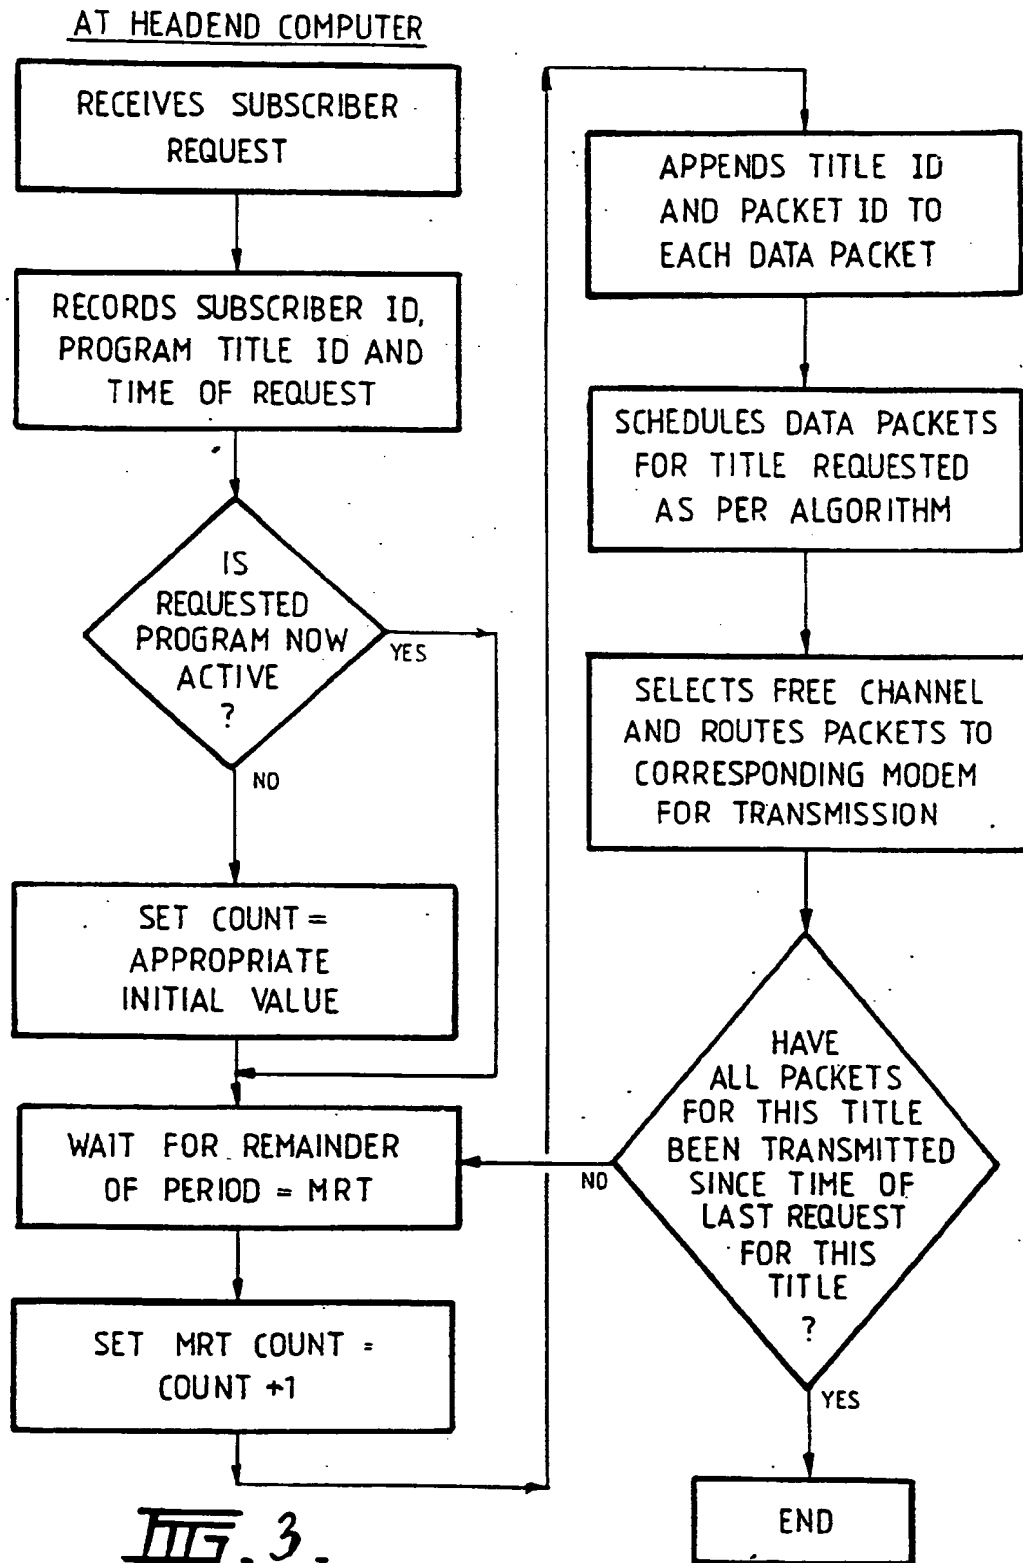 AT HEADEND COMPUTER
RECEIVES SUBSCRIBER
REQUEST
RECORDS SUBSCRIBER ID,
PROGRAM TITLE ID AND
TIME OF REQUEST
IS
REQUESTED
PROGRAM NOW
ACTIVE
?
YES
NO
SET COUNT =
APPROPRIATE
INITIAL VALUE
WAIT FOR REMAINDER
OF PERIOD = MRT
SET MRT COUNT =
COUNT +1
APPENDS TITLE ID
AND PACKET ID TO
EACH DATA PACKET
SCHEDULES DATA PACKETS
FOR TITLE REQUESTED
AS PER ALGORITHM
SELECTS FREE CHANNEL
AND ROUTES PACKETS TO
CORRESPONDING MODEM
FOR TRANSMISSION
HAVE
ALL PACKETS
FOR THIS TITLE
BEEN TRANSMITTED
SINCE TIME OF
LAST REQUEST
FOR THIS
TITLE
?
NO
YES
END
FIG. 3.